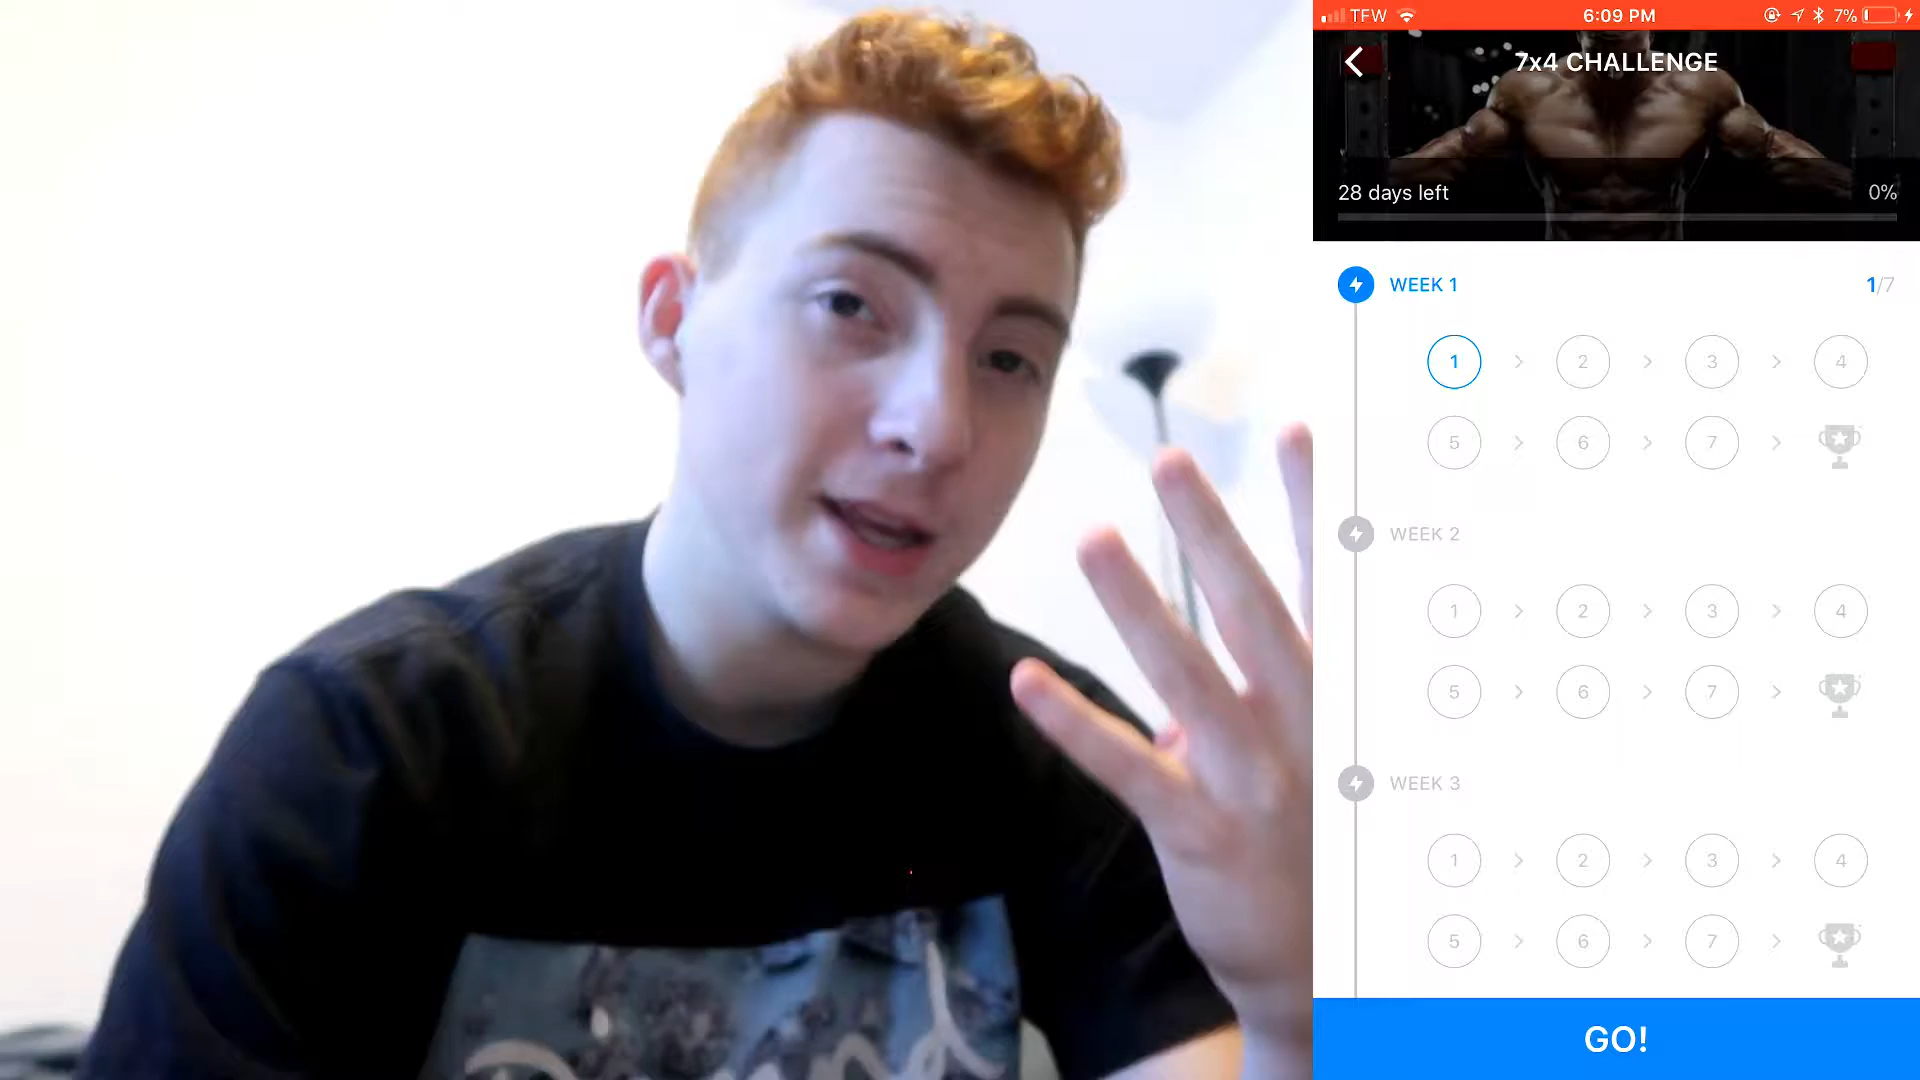 TFW
6:09 PM
7%
7x4 CHALLENGE
28 days left
0%
WEEK 1
1/7
1 > 2 > 3 > 4
5 > 6 > 7 >
WEEK 2
1 > 2 > 3 > 4
5 > 6 > 7 >
WEEK 3
1 > 2 > 3 > 4
5 > 6 > 7 >
GO!